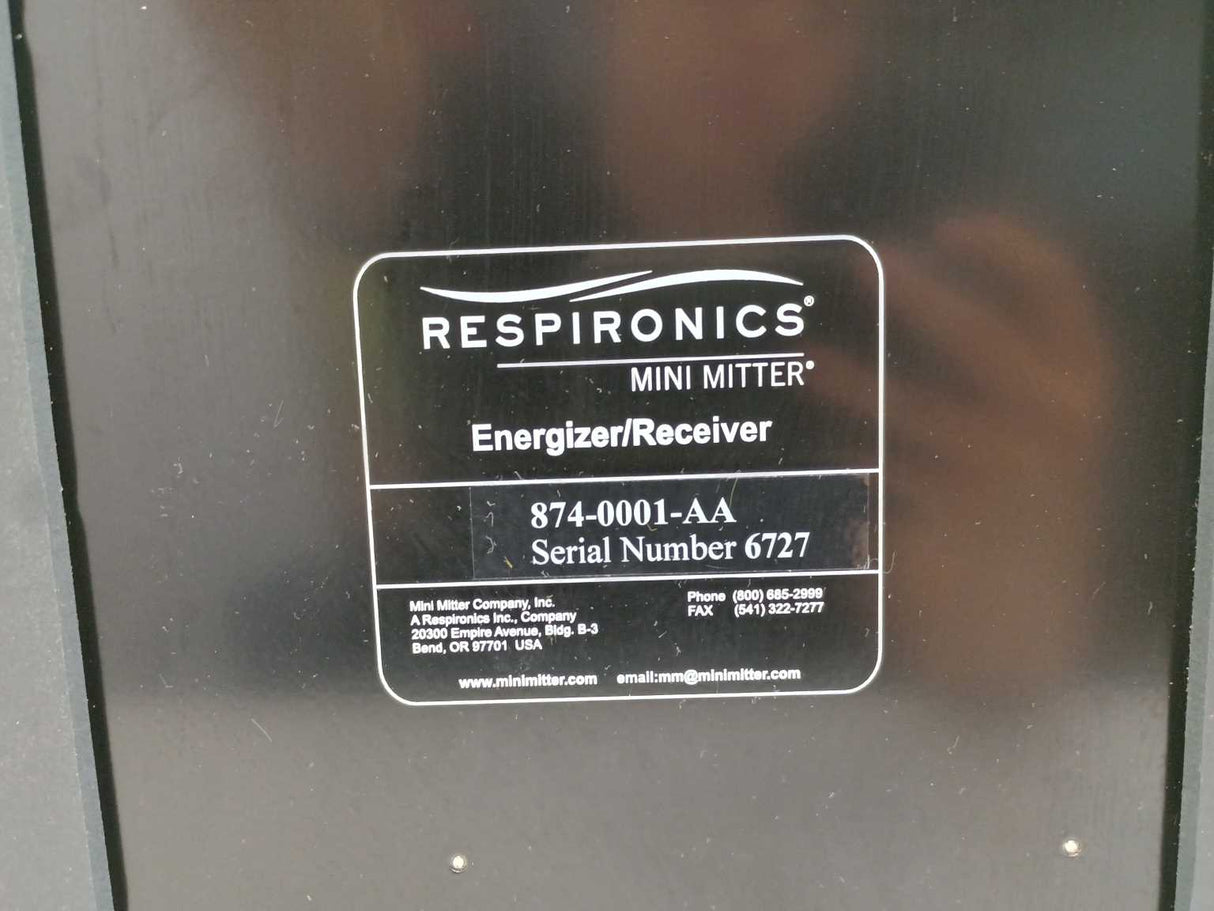 RESPIRONICS®
MINI MITTER®
Energizer/Receiver
874-0001-AA
Serial Number 6727
Mini Mitter Company, Inc.
A Respironics Inc., Company
20300 Empire Avenue, Bldg. B-3
Bend, OR 97701 USA
Phone (800) 685-2999
FAX (541) 322-7277
www.minimitter.com email:mm@minimitter.com